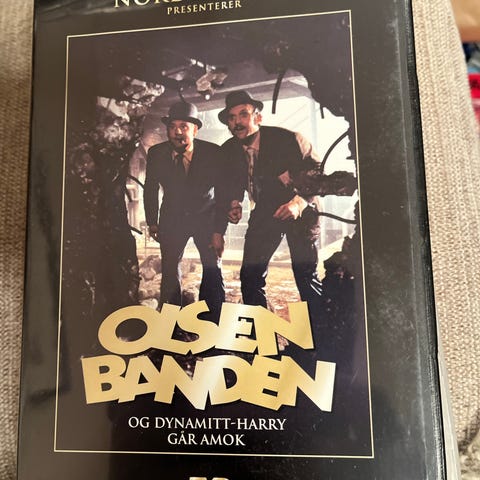 PRESENTERER
OLSEN
BANDEN
OG DYNAMITT-HARRY
GÅR AMOK